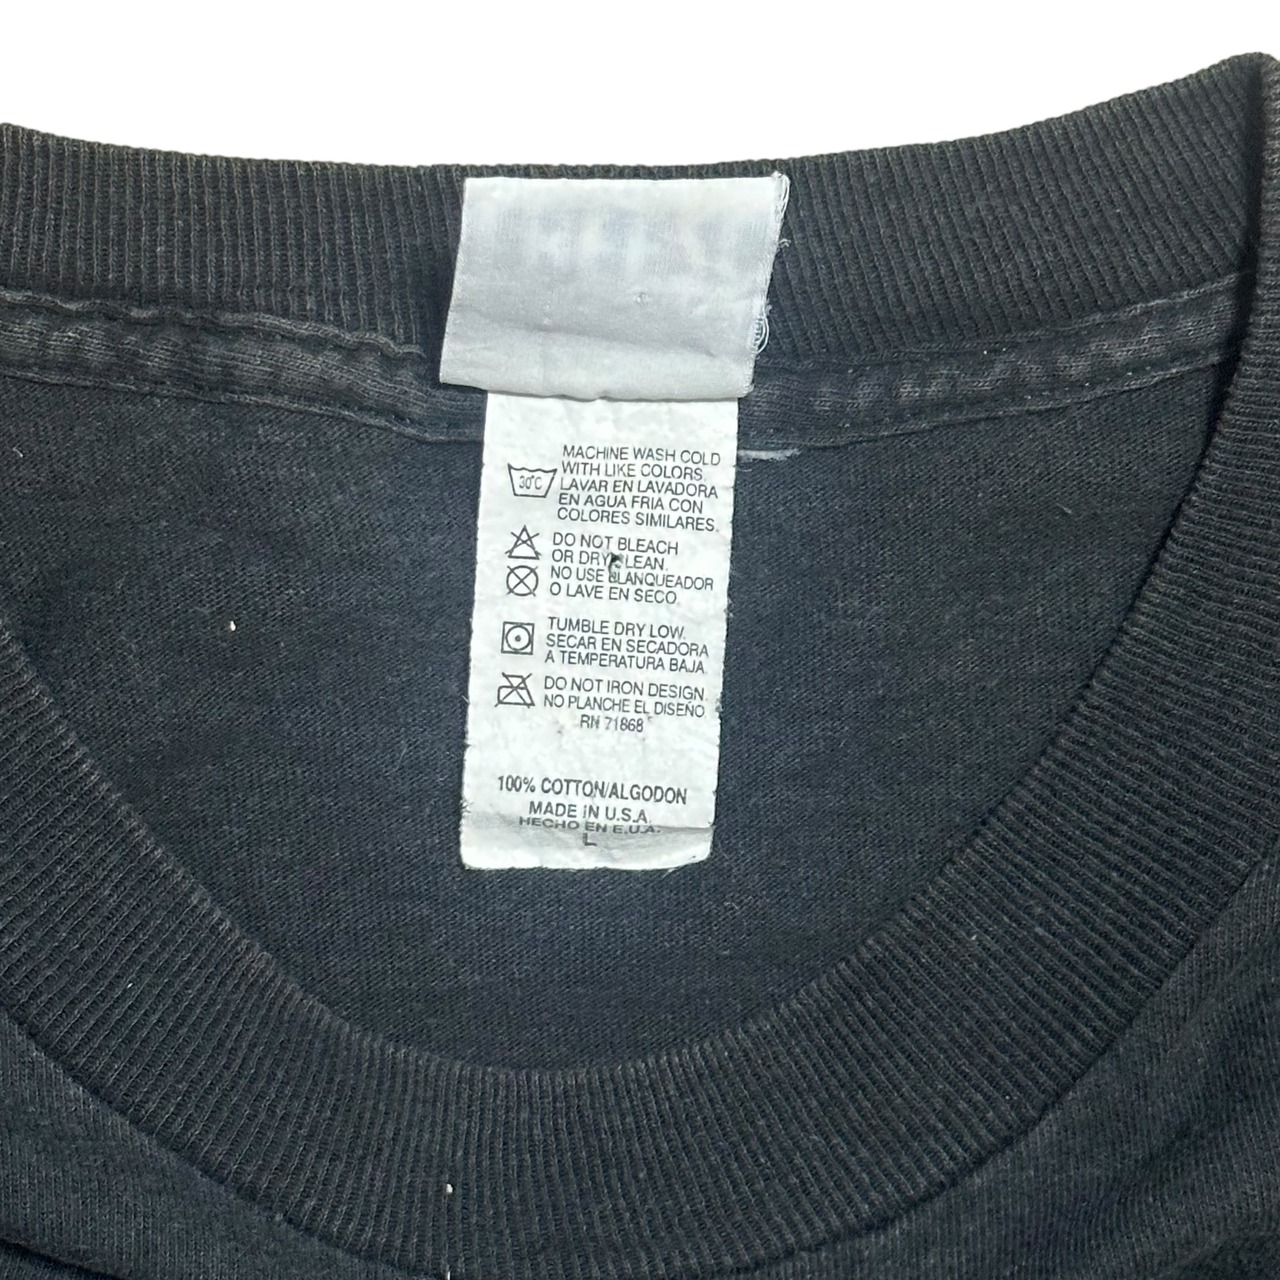 MACHINE WASH COLD
WITH LIKE COLORS.
30°C
LAVAR EN LAVADORA
EN AGUA FRIA CON
COLORES SIMILARES.
DO NOT BLEACH
OR DRY CLEAN.
NO USE BLANQUEADOR
O LAVE EN SECO.
TUMBLE DRY LOW.
SECAR EN SECADORA
A TEMPERATURA BAJA.
DO NOT IRON DESIGN.
NO PLANCHE EL DISEÑO
RN 71868
100% COTTON/ALGODON
MADE IN U.S.A.
HECHO EN E.U.A.
L